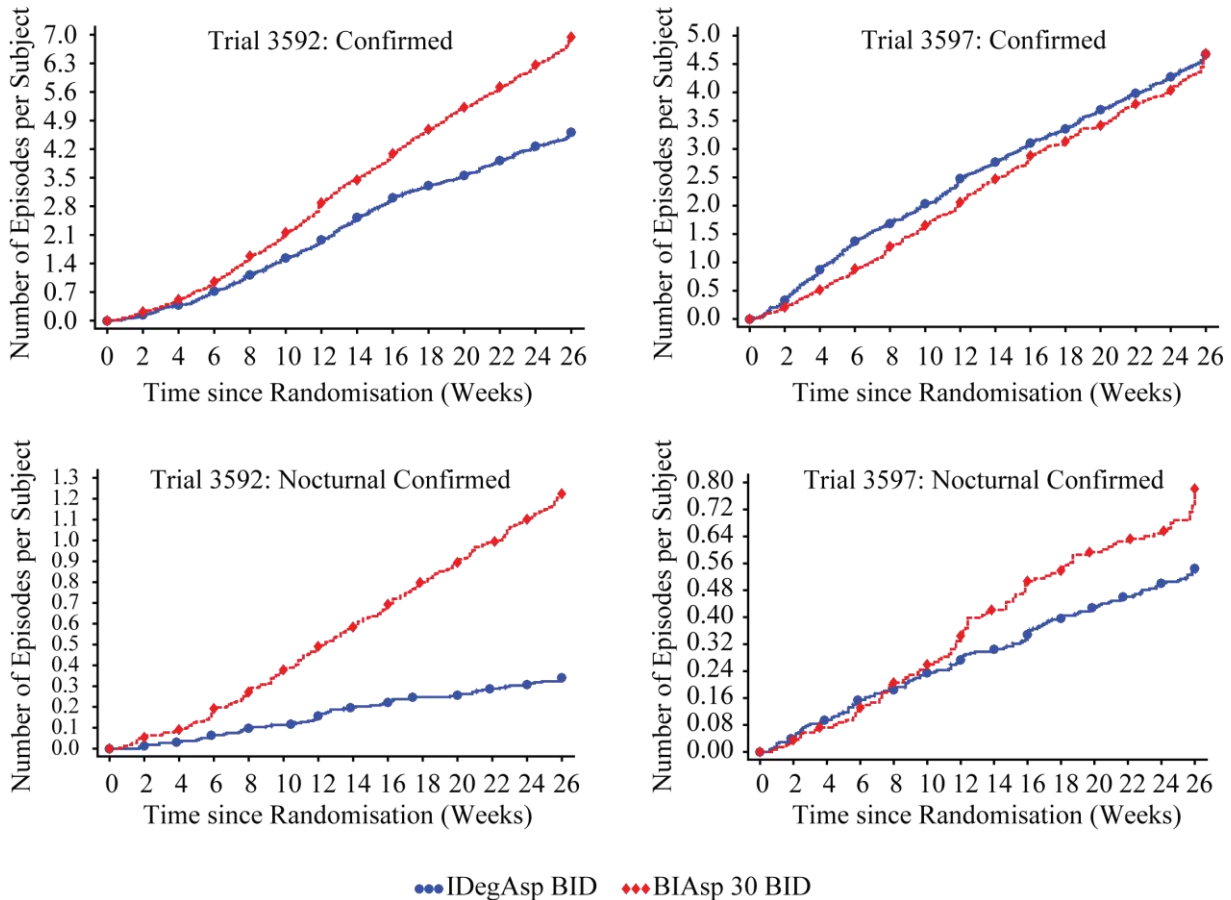 Number of Episodes per Subject
7.0
6.3
5.6
4.9
4.2
3.5
2.8
2.1
1.4
0.7
0.0
Trial 3592: Confirmed
0 2 4 6 8 10 12 14 16 18 20 22 24 26
Time since Randomisation (Weeks)
Number of Episodes per Subject
5.0
4.5
4.0
3.5
3.0
2.5
2.0
1.5
1.0
0.5
0.0
Trial 3597: Confirmed
0 2 4 6 8 10 12 14 16 18 20 22 24 26
Time since Randomisation (Weeks)
Number of Episodes per Subject
1.3
1.2
1.1
1.0
0.9
0.8
0.7
0.6
0.5
0.4
0.3
0.2
0.1
0.0
Trial 3592: Nocturnal Confirmed
0 2 4 6 8 10 12 14 16 18 20 22 24 26
Time since Randomisation (Weeks)
Number of Episodes per Subject
0.80
0.72
0.64
0.56
0.48
0.40
0.32
0.24
0.16
0.08
0.00
Trial 3597: Nocturnal Confirmed
0 2 4 6 8 10 12 14 16 18 20 22 24 26
Time since Randomisation (Weeks)
IDegAsp BID BIAsp 30 BID